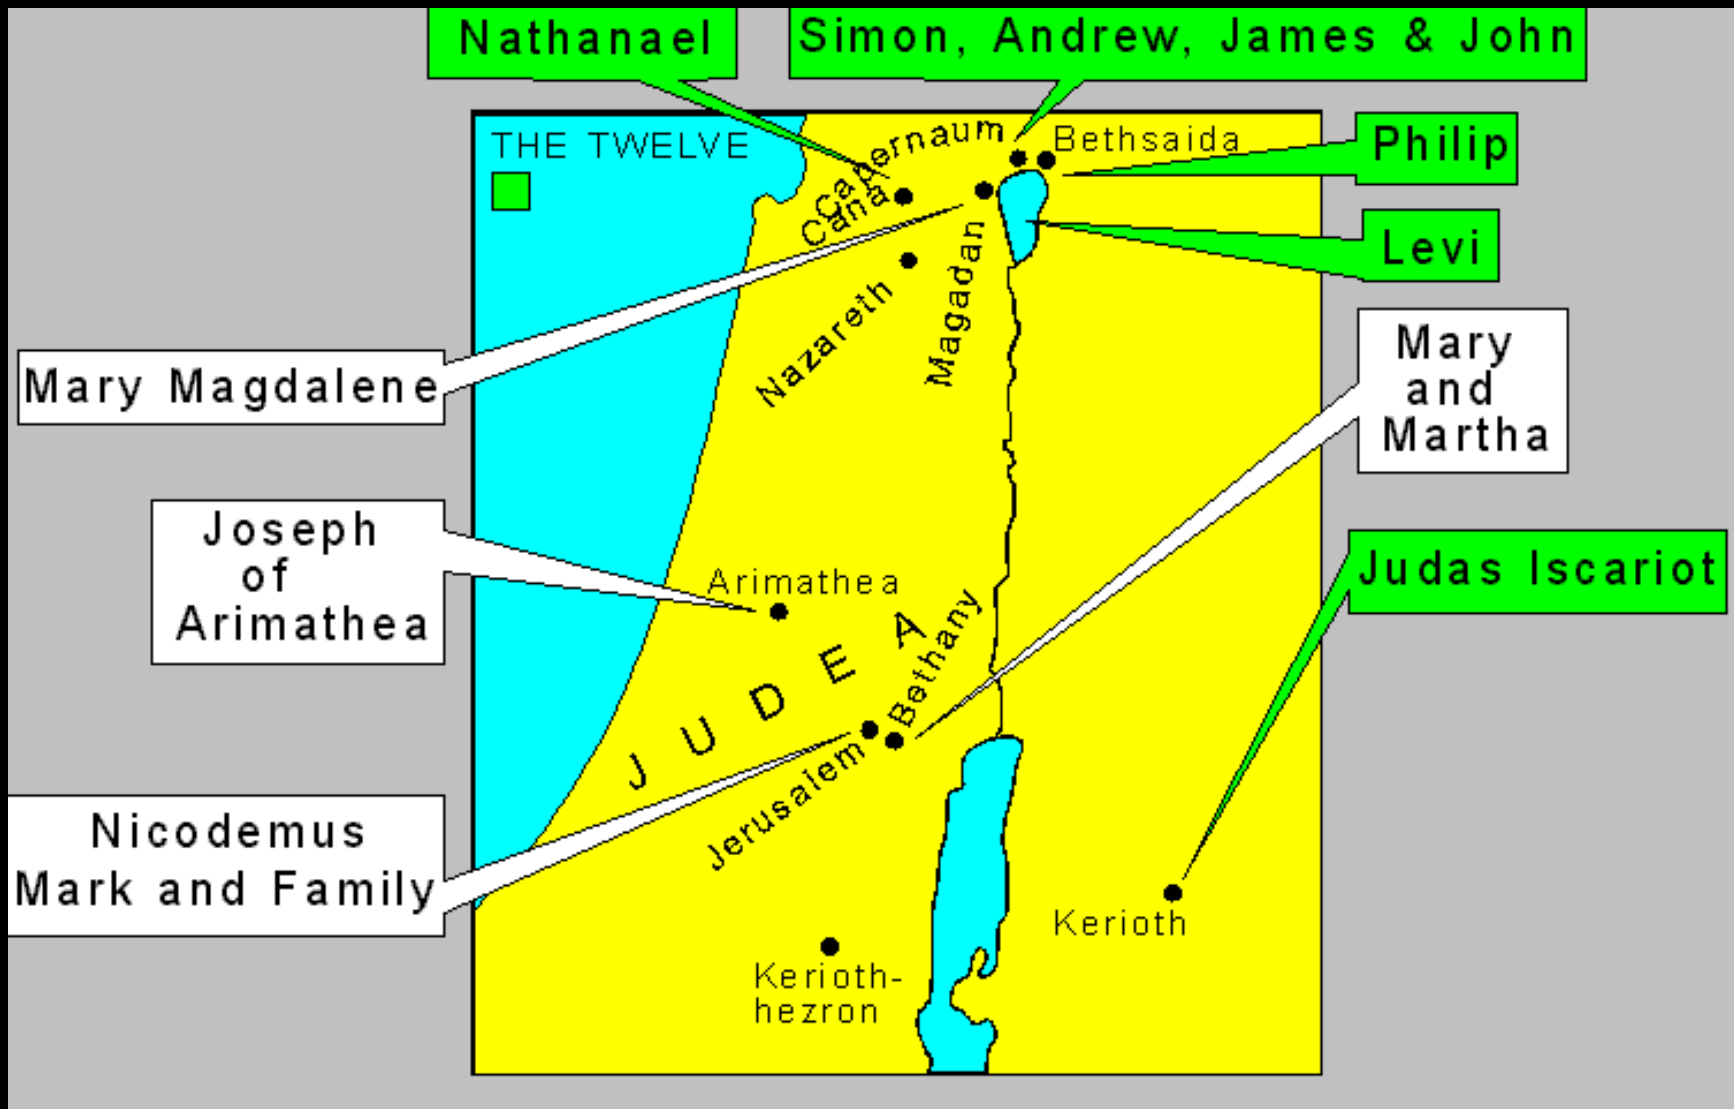 Nathanael
Simon, Andrew, James & John
THE TWELVE
Capernaum
Bethsaida
Philip
Cana
Levi
Magadan
Nazareth
Mary Magdalene
Mary
and
Martha
Joseph
of
Arimathea
Arimathea
Judas Iscariot
JUDEA
Bethany
Jerusalem
Nicodemus
Mark and Family
Kerioth
Kerioth-
hezron